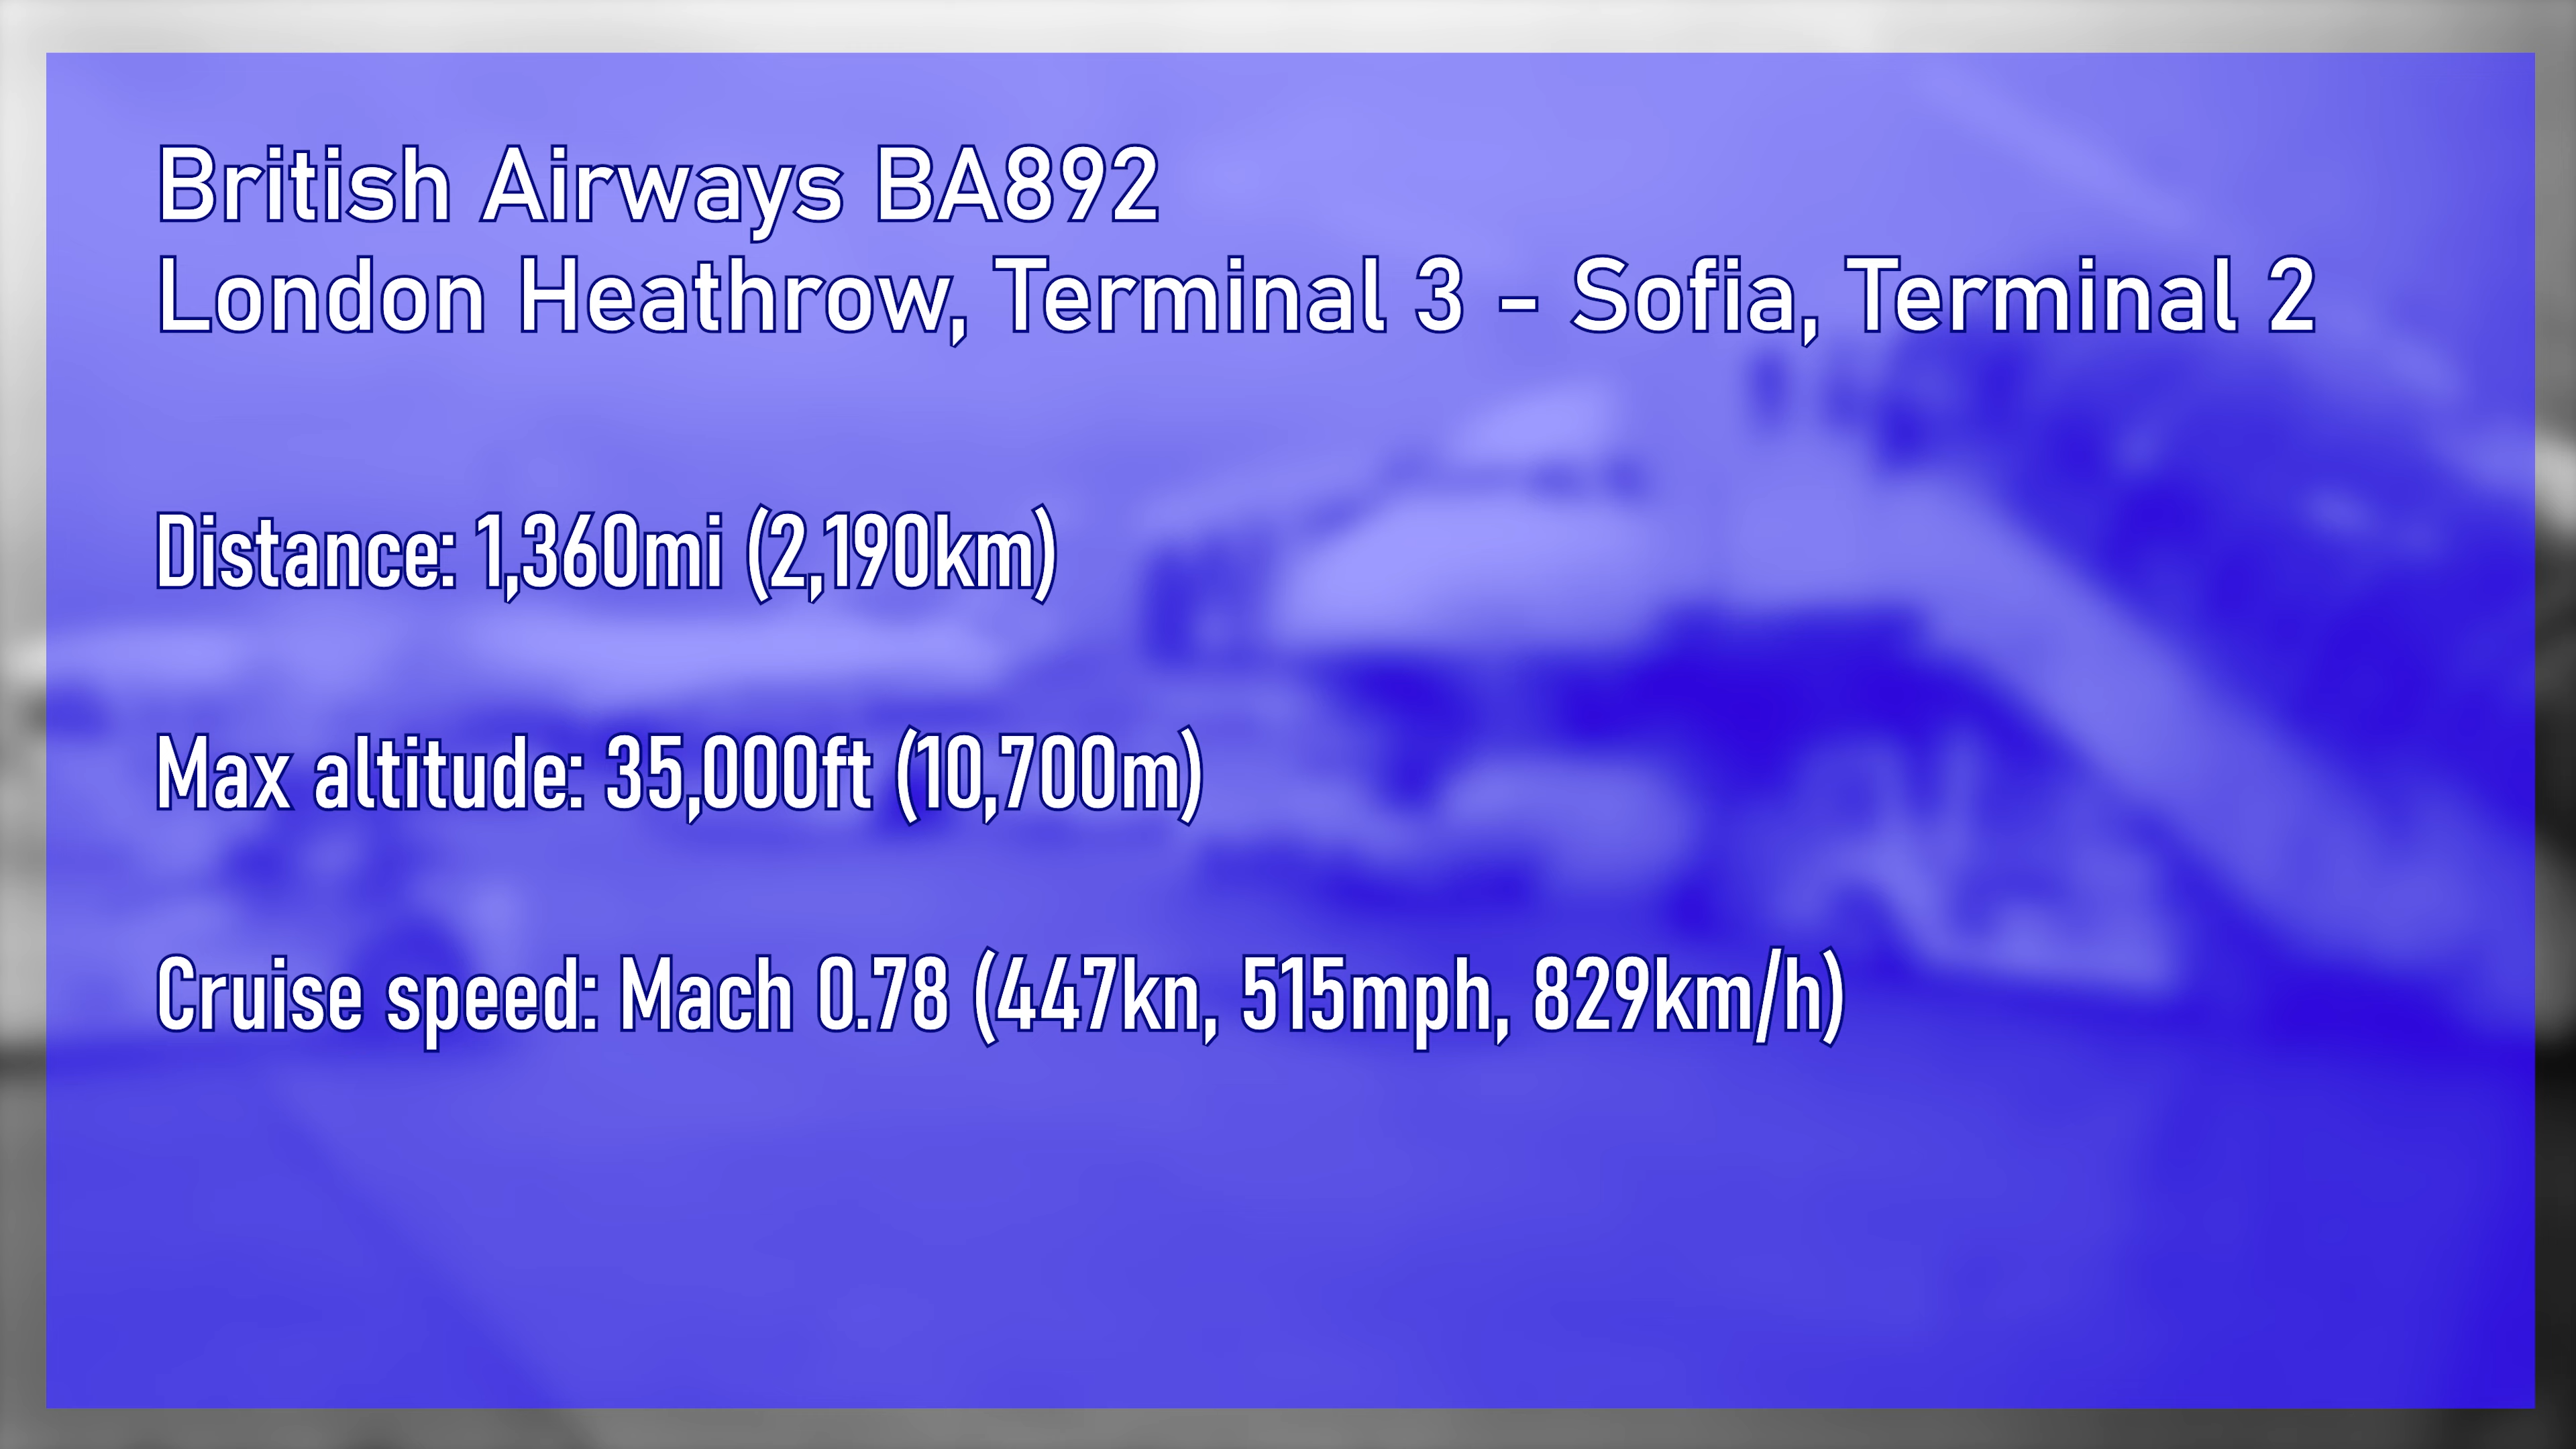 British Airways BA892
London Heathrow, Terminal 3 – Sofia, Terminal 2
Distance: 1,360mi (2,190km)
Max altitude: 35,000ft (10,700m)
Cruise speed: Mach 0.78 (447kn, 515mph, 829km/h)